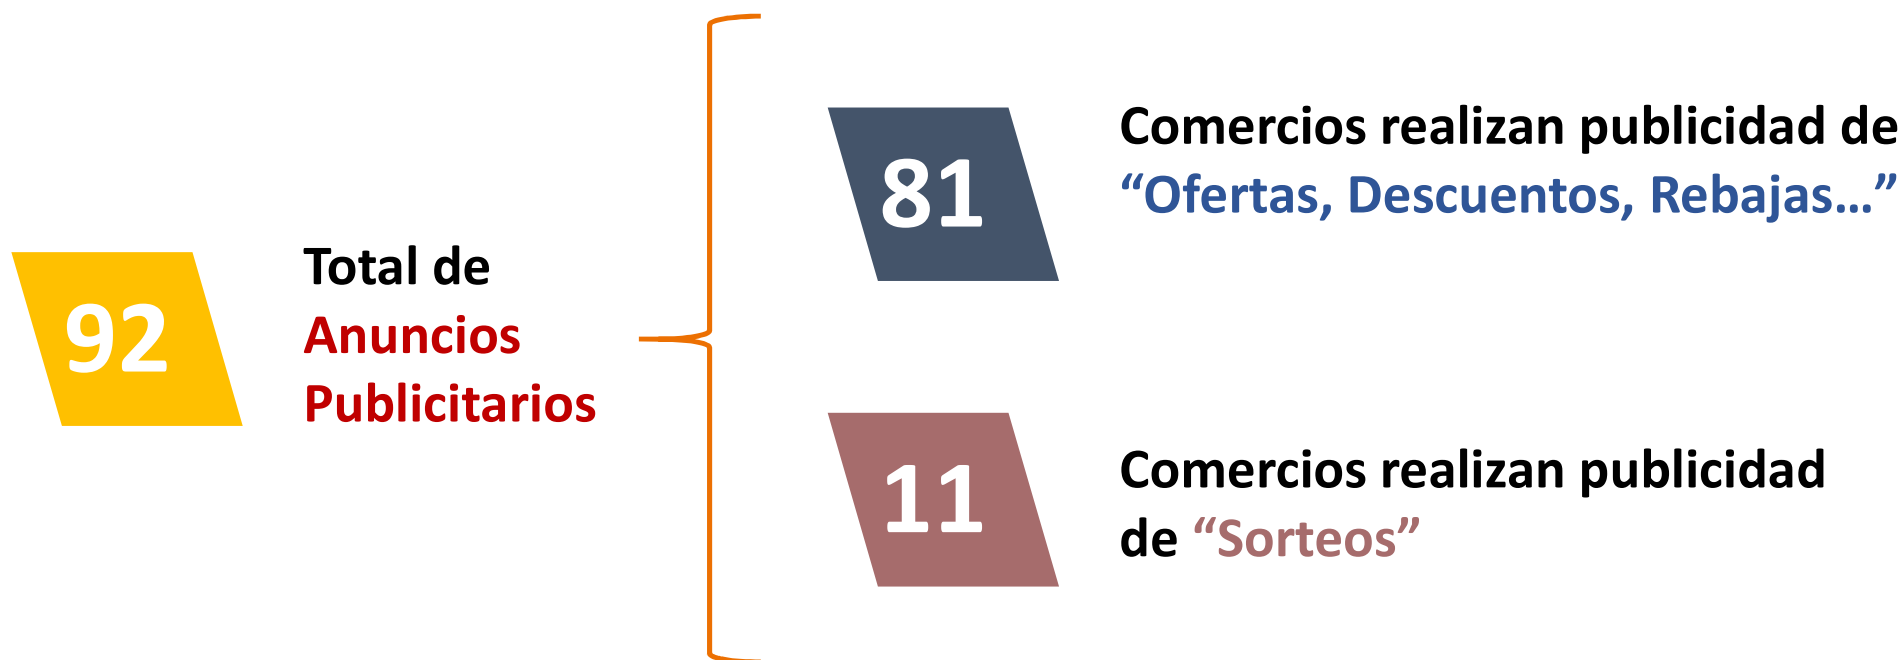 92
Total de
Anuncios
Publicitarios
81
Comercios realizan publicidad de
“Ofertas, Descuentos, Rebajas...”
11
Comercios realizan publicidad
de “Sorteos”